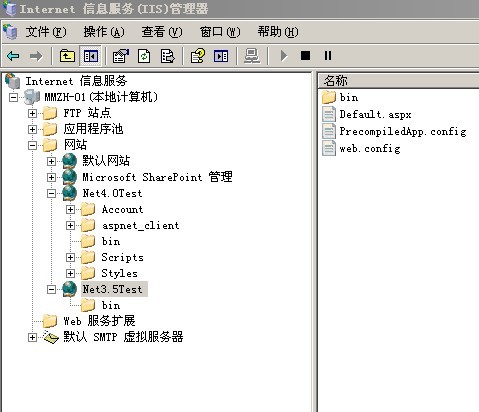 Internet 信息服务(IIS)管理器
文件(F) 操作(A) 查看(V) 窗口(W) 帮助(H)
Internet 信息服务
MMZH-01(本地计算机)
FTP 站点
应用程序池
网站
默认网站
Microsoft SharePoint 管理
Net4.0Test
Account
aspnet_client
bin
Scripts
Styles
Net3.5Test
bin
Web 服务扩展
默认 SMTP 虚拟服务器
名称
bin
Default.aspx
PrecompiledApp.config
web.config